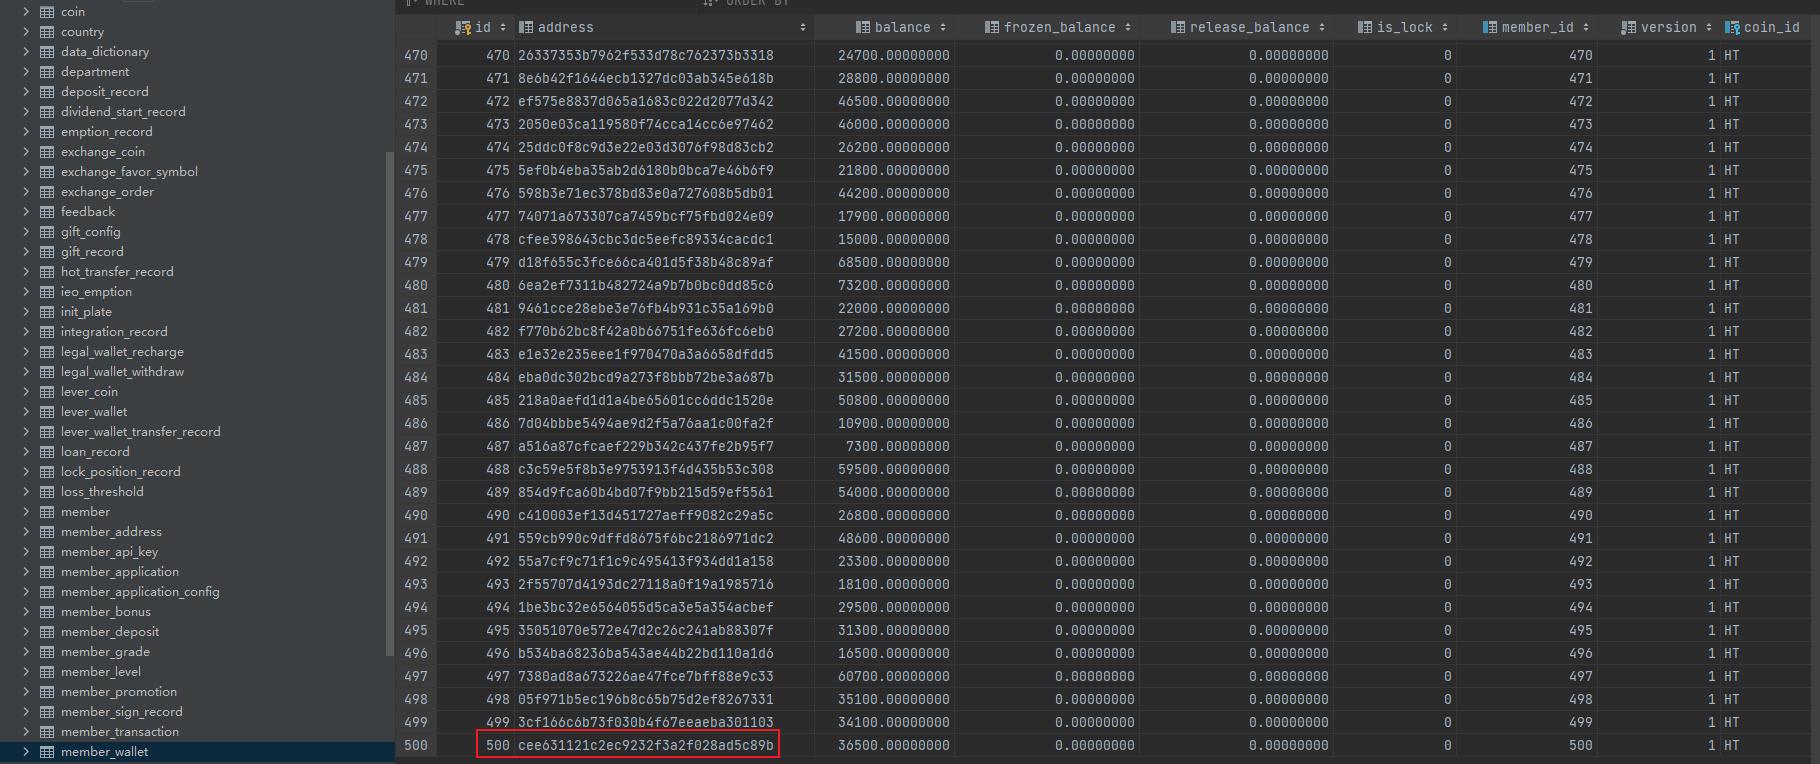 WHERE ORDER BY
coin
country
data_dictionary
department
deposit_record
dividend_start_record
emption_record
exchange_coin
exchange_favor_symbol
exchange_order
feedback
gift_config
gift_record
hot_transfer_record
ieo_emption
init_plate
integration_record
legal_wallet_recharge
legal_wallet_withdraw
lever_coin
lever_wallet
lever_wallet_transfer_record
loan_record
lock_position_record
loss_threshold
member
member_address
member_api_key
member_application
member_application_config
member_bonus
member_deposit
member_grade
member_level
member_promotion
member_sign_record
member_transaction
member_wallet
id address balance frozen_balance release_balance is_lock member_id version coin_id
470 470 26337353b7962f533d78c762373b3318 24700.00000000 0.00000000 0.00000000 0 470 1 HT
471 471 8e6b42f1644ecb1327dc03ab345e618b 28800.00000000 0.00000000 0.00000000 0 471 1 HT
472 472 ef575e8837d065a1683c022d2077d342 46500.00000000 0.00000000 0.00000000 0 472 1 HT
473 473 2050e03ca119580f74cca14cc6e97462 46000.00000000 0.00000000 0.00000000 0 473 1 HT
474 474 25ddc0f8c9d3e22e03d3076f98d83cb2 26200.00000000 0.00000000 0.00000000 0 474 1 HT
475 475 5ef0b4eba35ab2d6180b0bca7e46b6f9 21800.00000000 0.00000000 0.00000000 0 475 1 HT
476 476 598b3e71ec378bd83e0a727608b5db01 44200.00000000 0.00000000 0.00000000 0 476 1 HT
477 477 74071a673307ca7459bcf75fbd024e09 17900.00000000 0.00000000 0.00000000 0 477 1 HT
478 478 cfee398643cbc3dc5eefc89334cacdc1 15000.00000000 0.00000000 0.00000000 0 478 1 HT
479 479 d18f655c3fce66ca401d5f38b48c89af 68500.00000000 0.00000000 0.00000000 0 479 1 HT
480 480 6ea2ef7311b482724a9b7b0bc0dd85c6 73200.00000000 0.00000000 0.00000000 0 480 1 HT
481 481 9461cce28ebe3e76fb4b931c35a169b0 22000.00000000 0.00000000 0.00000000 0 481 1 HT
482 482 f770b62bc8f42a0b66751fe636fc6eb0 27200.00000000 0.00000000 0.00000000 0 482 1 HT
483 483 e1e32e235eee1f970470a3a6658dfdd5 41500.00000000 0.00000000 0.00000000 0 483 1 HT
484 484 eba0dc302bcd9a273f8bbb72be3a687b 31500.00000000 0.00000000 0.00000000 0 484 1 HT
485 485 218a0aefd1d1a4be65601cc6ddc1520e 50800.00000000 0.00000000 0.00000000 0 485 1 HT
486 486 7d04bbbe5494ae9d2f5a76aa1c00fa2f 10900.00000000 0.00000000 0.00000000 0 486 1 HT
487 487 a516a87cfcaef229b342c437fe2b95f7 7300.00000000 0.00000000 0.00000000 0 487 1 HT
488 488 c3c59e5f8b3e9753913f4d435b53c308 59500.00000000 0.00000000 0.00000000 0 488 1 HT
489 489 854d9fca60b4bd07f9bb215d59ef5561 54000.00000000 0.00000000 0.00000000 0 489 1 HT
490 490 c410003ef13d451727aeff9082c29a5c 26800.00000000 0.00000000 0.00000000 0 490 1 HT
491 491 559cb990c9dffd8675f6bc2186971dc2 48600.00000000 0.00000000 0.00000000 0 491 1 HT
492 492 55a7cf9c71f1c9c495413f934dd1a158 23300.00000000 0.00000000 0.00000000 0 492 1 HT
493 493 2f55707d4193dc27118a0f19a1985716 18100.00000000 0.00000000 0.00000000 0 493 1 HT
494 494 1be3bc32e6564055d5ca3e5a354acbef 29500.00000000 0.00000000 0.00000000 0 494 1 HT
495 495 35051070e572e47d2c26c241ab88307f 31300.00000000 0.00000000 0.00000000 0 495 1 HT
496 496 b534ba68236ba543ae44b22bd110a1d6 16500.00000000 0.00000000 0.00000000 0 496 1 HT
497 497 7380ad8a673226ae47fce7bff88e9c33 60700.00000000 0.00000000 0.00000000 0 497 1 HT
498 498 05f971b5ec196b8c65b75d2ef8267331 35100.00000000 0.00000000 0.00000000 0 498 1 HT
499 499 3cf166c6b73f030b4f67eeaeba301103 34100.00000000 0.00000000 0.00000000 0 499 1 HT
500 500 cee631121c2ec9232f3a2f028ad5c89b 36500.00000000 0.00000000 0.00000000 0 500 1 HT